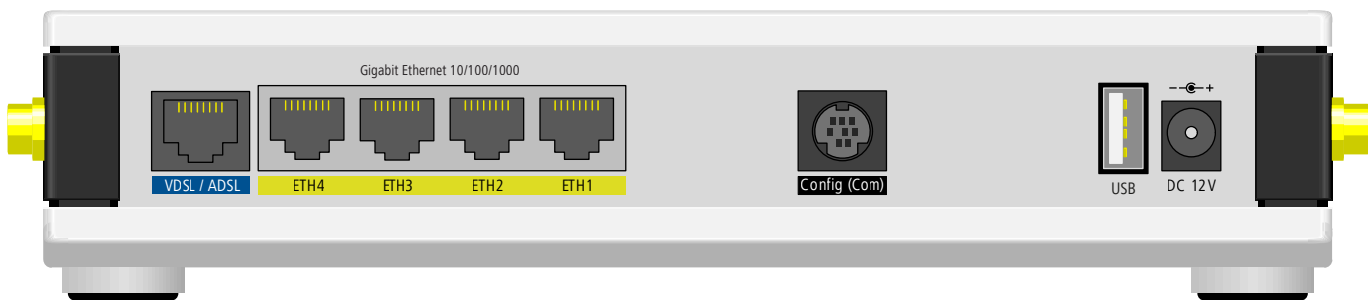 Gigabit Ethernet 10/100/1000
VDSL / ADSL
ETH4
ETH3
ETH2
ETH1
Config (Com)
USB
DC 12V